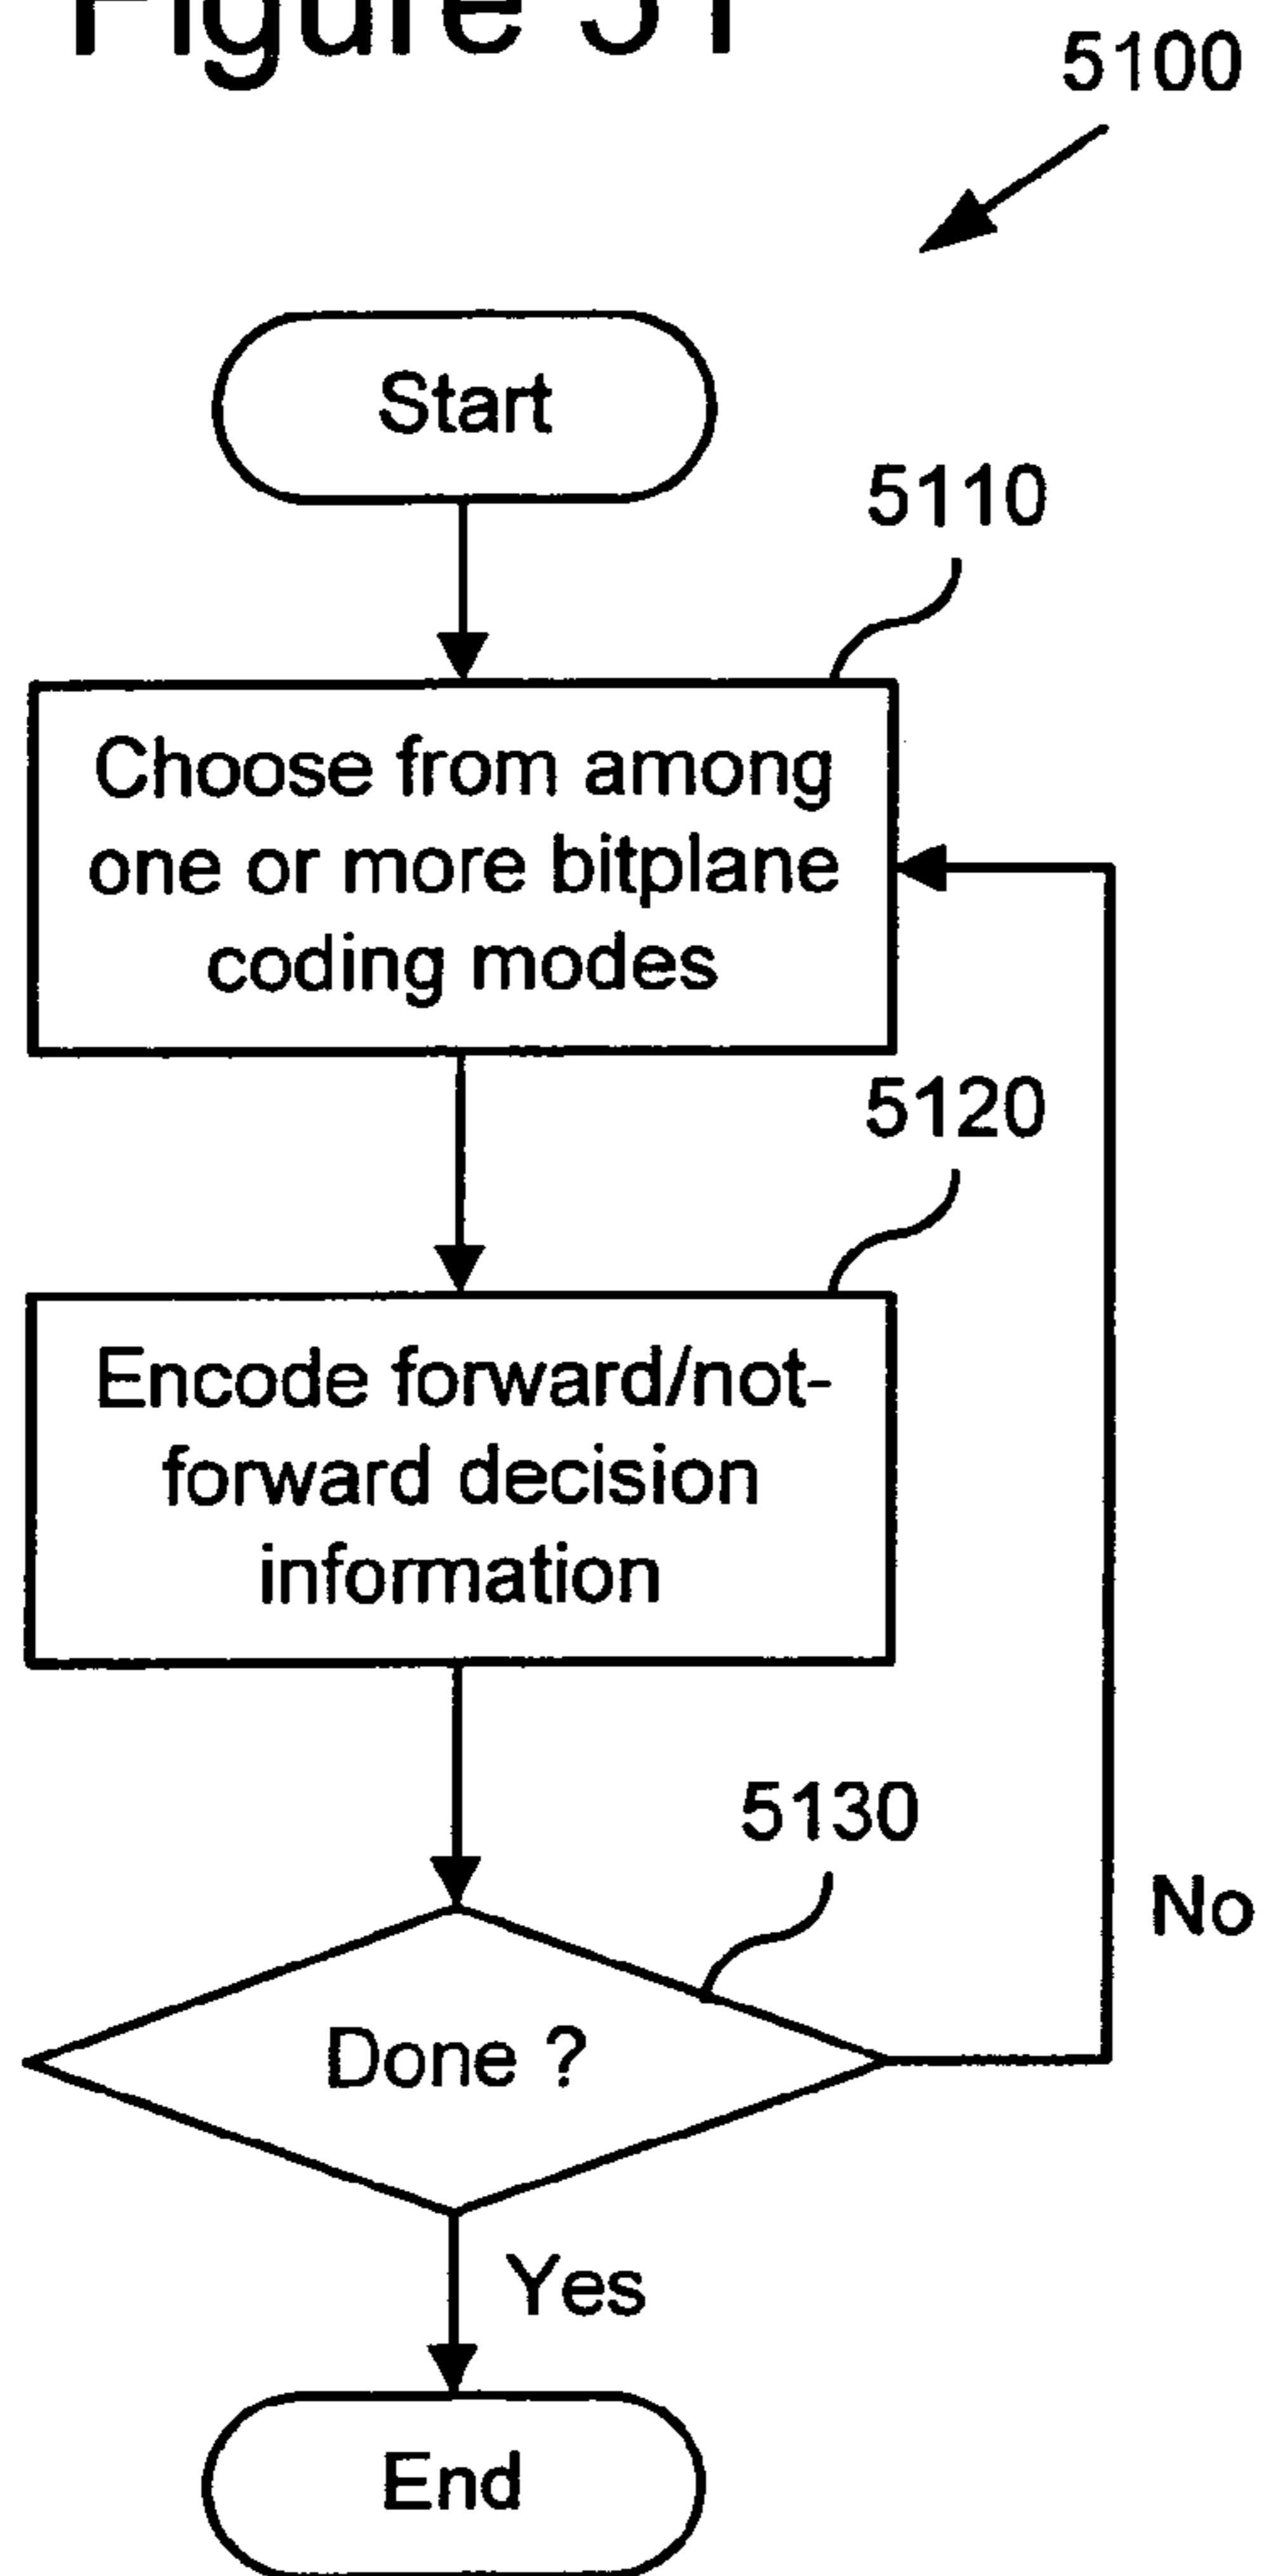 Figure 51
5100
Start
5110
Choose from among
one or more bitplane
coding modes
5120
Encode forward/not-
forward decision
information
5130
No
Done ?
Yes
End